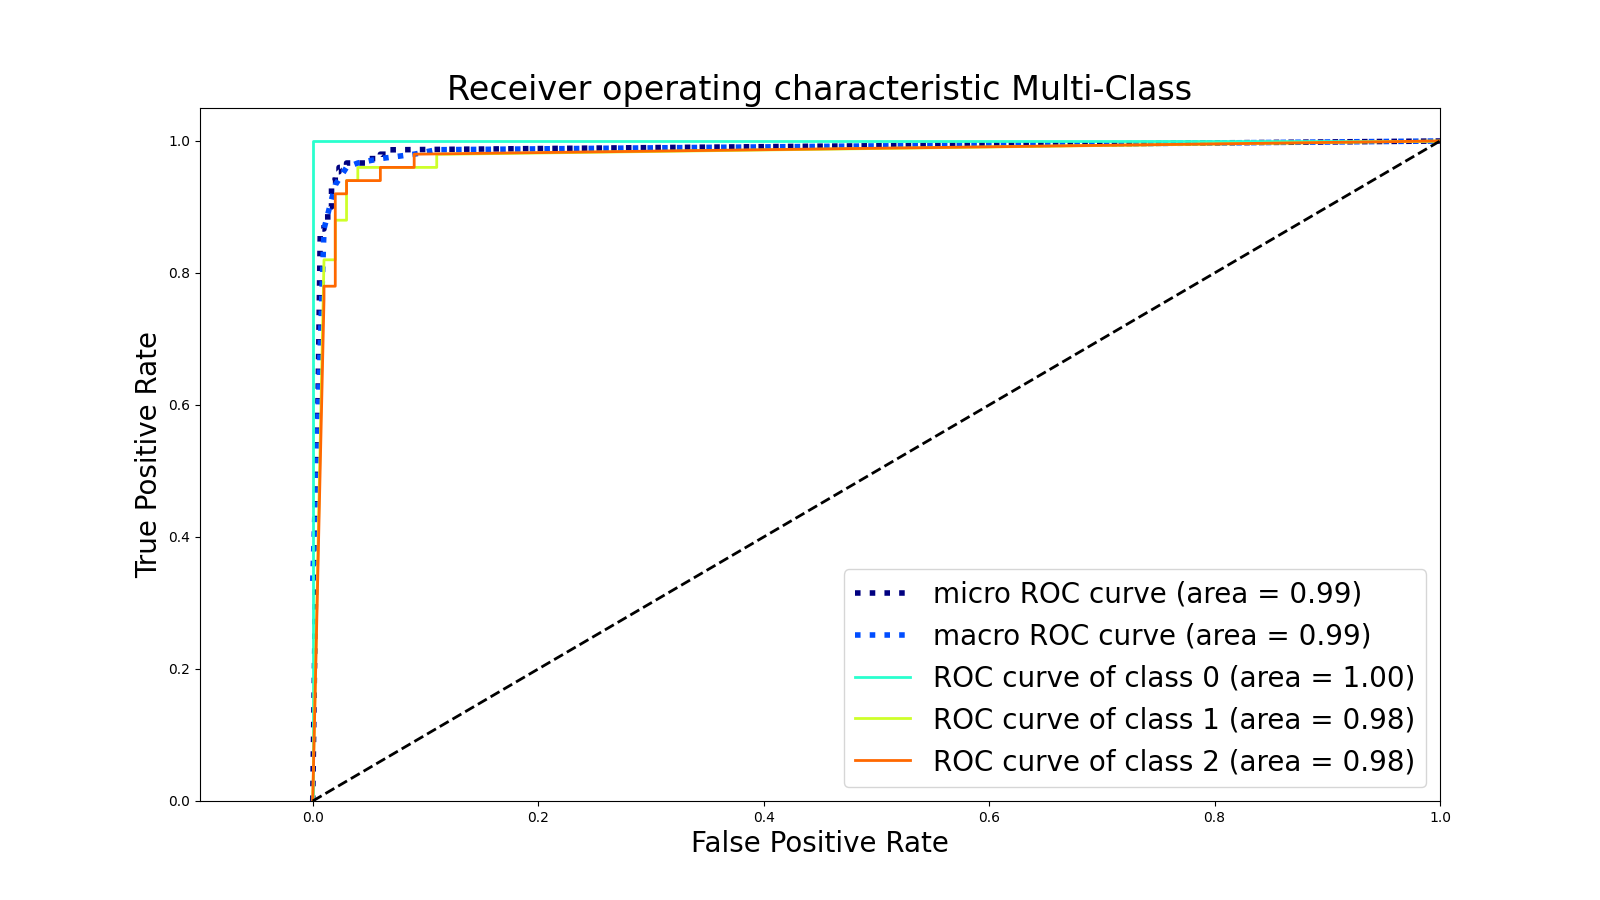 Receiver operating characteristic Multi-Class
True Positive Rate
1.0
0.8
0.6
0.4
0.2
0.0
micro ROC curve (area = 0.99)
macro ROC curve (area = 0.99)
ROC curve of class 0 (area = 1.00)
ROC curve of class 1 (area = 0.98)
ROC curve of class 2 (area = 0.98)
0.0 0.2 0.4 0.6 0.8 1.0
False Positive Rate